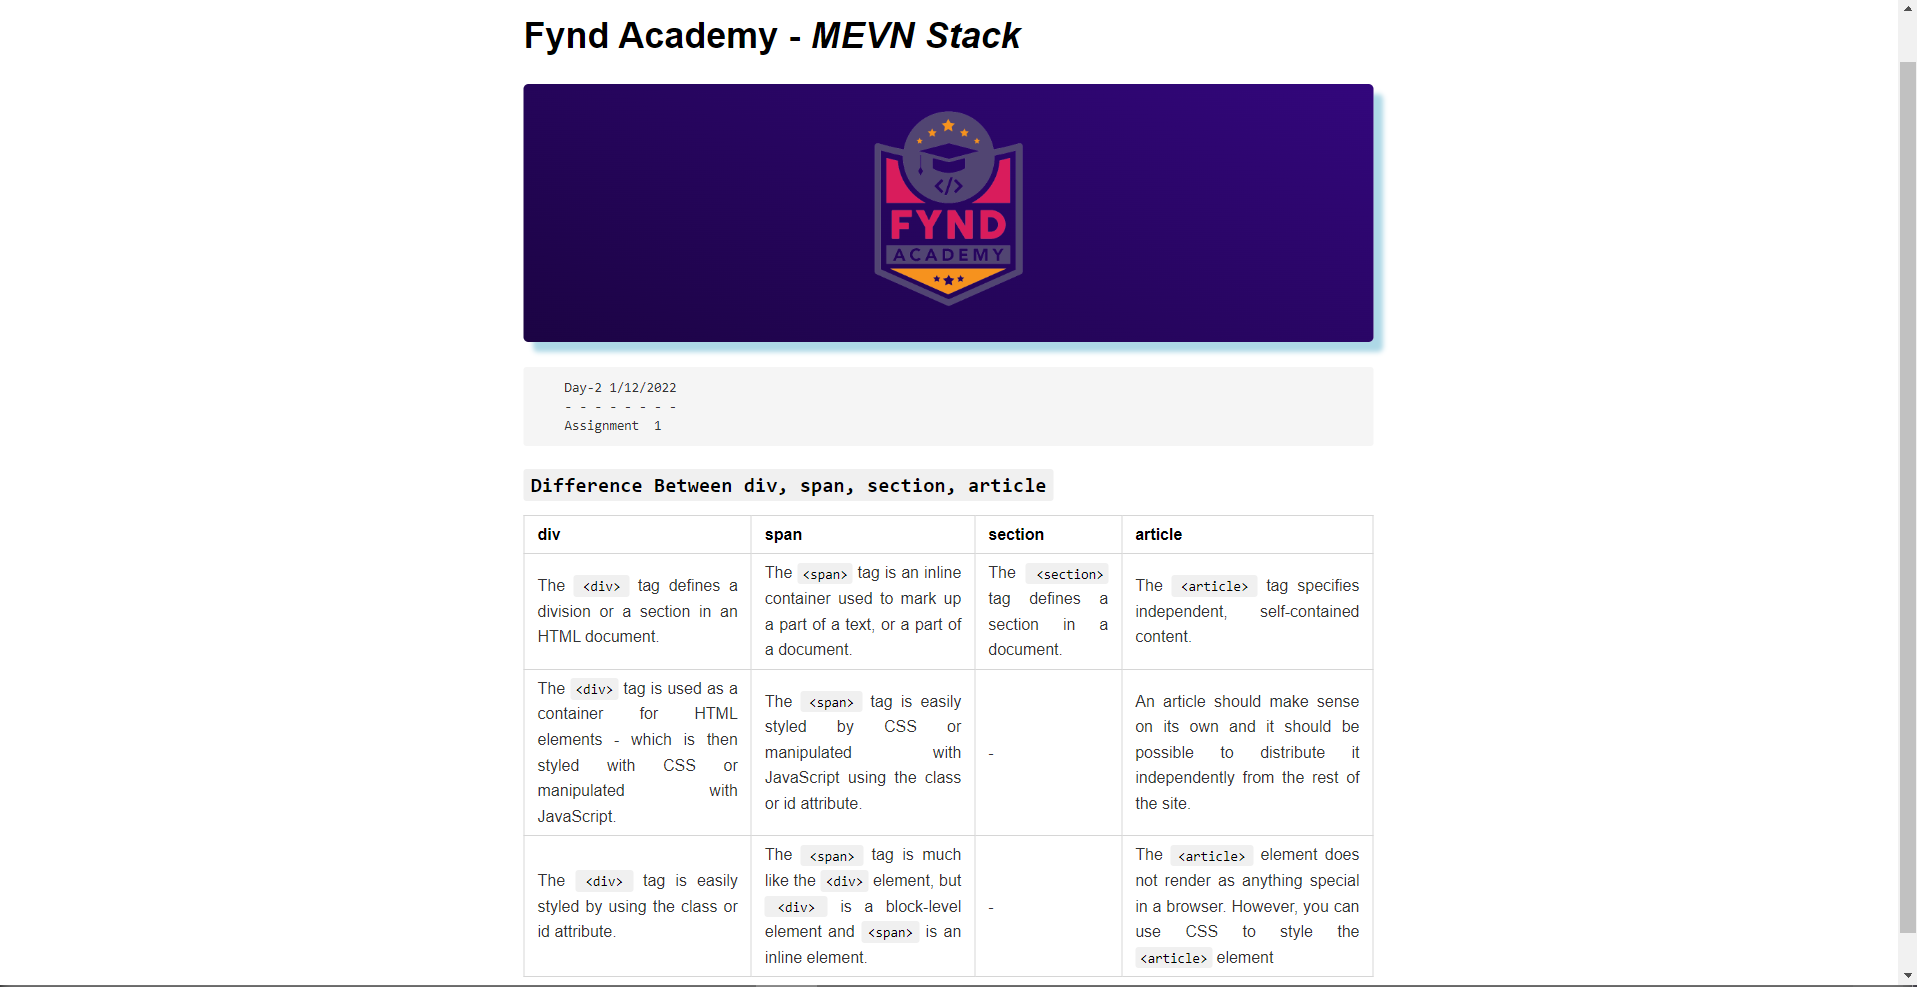 Fynd Academy - MEVN Stack
</>
FYND
ACADEMY
Day-2 1/12/2022
- - - - - - - -
Assignment  1
Difference Between div, span, section, article
div
span
section
article
The <div> tag defines a
division or a section in an
HTML document.
The <span> tag is an inline
container used to mark up
a part of a text, or a part of
a document.
The <section>
tag defines a
section in a
document.
The <article> tag specifies
independent, self-contained
content.
The <div> tag is used as a
container for HTML
elements - which is then
styled with CSS or
manipulated with
JavaScript.
The <span> tag is easily
styled by CSS or
manipulated with
JavaScript using the class
or id attribute.
-
An article should make sense
on its own and it should be
possible to distribute it
independently from the rest of
the site.
The <div> tag is easily
styled by using the class or
id attribute.
The <span> tag is much
like the <div> element, but
<div> is a block-level
element and <span> is an
inline element.
-
The <article> element does
not render as anything special
in a browser. However, you can
use CSS to style the
<article> element